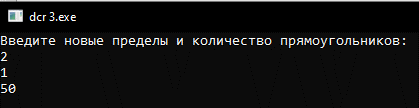 dcr 3.exe
Введите новые пределы и количество прямоугольников:
2
1
50